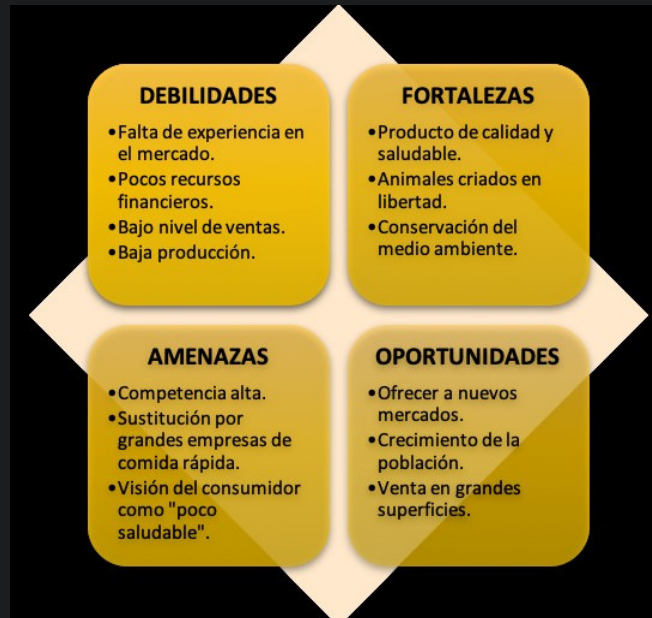 DEBILIDADES
•Falta de experiencia en
el mercado.
•Pocos recursos
financieros.
•Bajo nivel de ventas.
•Baja producción.
FORTALEZAS
•Producto de calidad y
saludable.
•Animales criados en
libertad.
•Conservación del
medio ambiente.
AMENAZAS
•Competencia alta.
•Sustitución por
grandes empresas de
comida rápida.
•Visión del consumidor
como "poco
saludable".
OPORTUNIDADES
•Ofrecer a nuevos
mercados.
•Crecimiento de la
población.
•Venta en grandes
superficies.